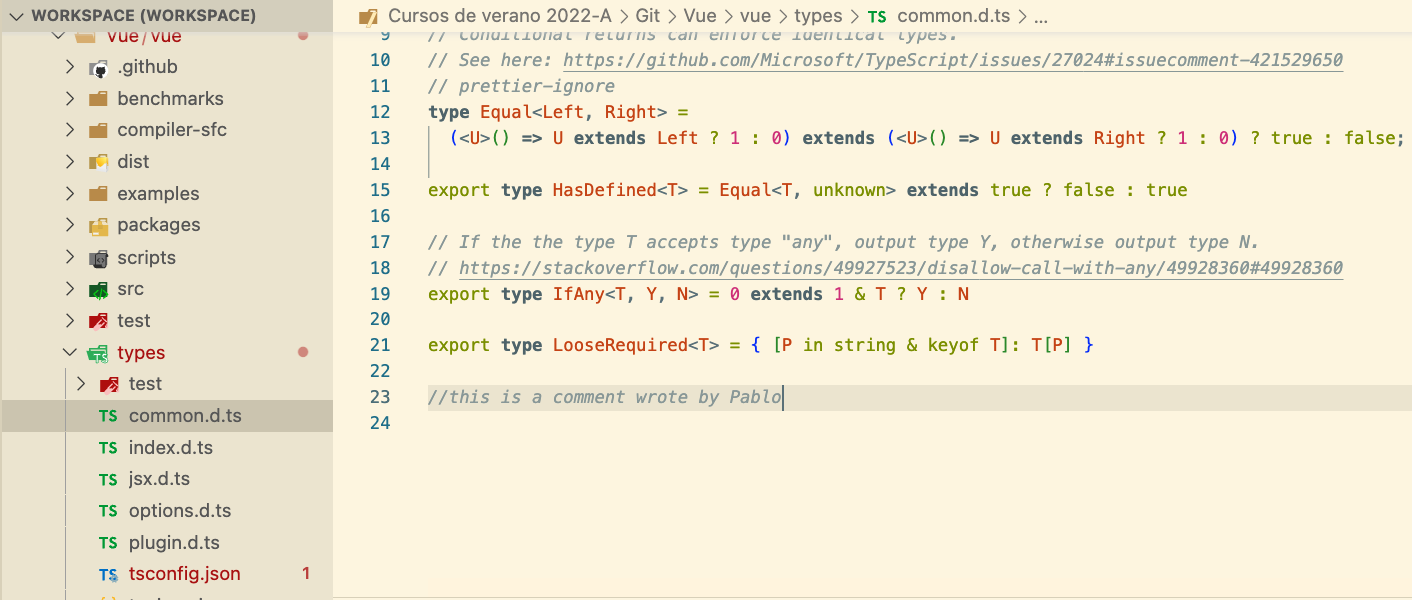 WORKSPACE (WORKSPACE)
vue/vue
.github
benchmarks
compiler-sfc
dist
examples
packages
scripts
src
test
types
test
TS common.d.ts
TS index.d.ts
TS jsx.d.ts
TS options.d.ts
TS plugin.d.ts
TS tsconfig.json 1
Cursos de verano 2022-A > Git > Vue > vue > types > TS common.d.ts > ...
9 // conditional returns can enforce identical types.
10 // See here: https://github.com/Microsoft/TypeScript/issues/27024#issuecomment-421529650
11 // prettier-ignore
12 type Equal<Left, Right> =
13 (<U>() => U extends Left ? 1 : 0) extends (<U>() => U extends Right ? 1 : 0) ? true : false;
14
15 export type HasDefined<T> = Equal<T, unknown> extends true ? false : true
16
17 // If the the type T accepts type "any", output type Y, otherwise output type N.
18 // https://stackoverflow.com/questions/49927523/disallow-call-with-any/49928360#49928360
19 export type IfAny<T, Y, N> = 0 extends 1 & T ? Y : N
20
21 export type LooseRequired<T> = { [P in string & keyof T]: T[P] }
22
23 //this is a comment wrote by Pablo
24